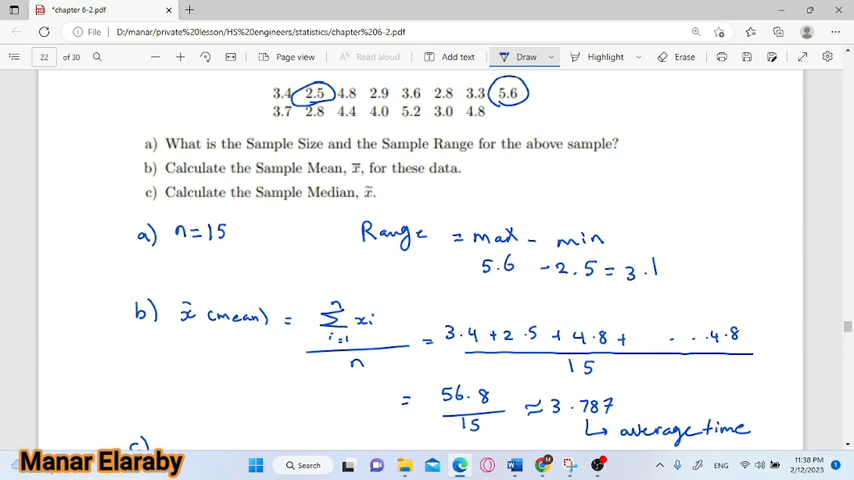 *chapter 6-2.pdf
File D:/manar/private%20lesson/HS%20engineers/statistics/chapter%206-2.pdf
22 of 30 Page view Read aloud Add text Draw Highlight Erase
3.4 2.5 4.8 2.9 3.6 2.8 3.3 5.6
3.7 2.8 4.4 4.0 5.2 3.0 4.8
a) What is the Sample Size and the Sample Range for the above sample?
b) Calculate the Sample Mean, x̅, for these data.
c) Calculate the Sample Median, x̃.
a) n=15 Range = max - min
5.6 - 2.5 = 3.1
b) x̄ (mean) = n
∑ xi = 3.4 + 2.5 + 4.8 + . . . . 4.8
i=1
n 15
= 56.8 ≈ 3.787
15 ↳ average time
c)
Manar Elaraby
Search
ENG
11:38 PM
2/12/2023